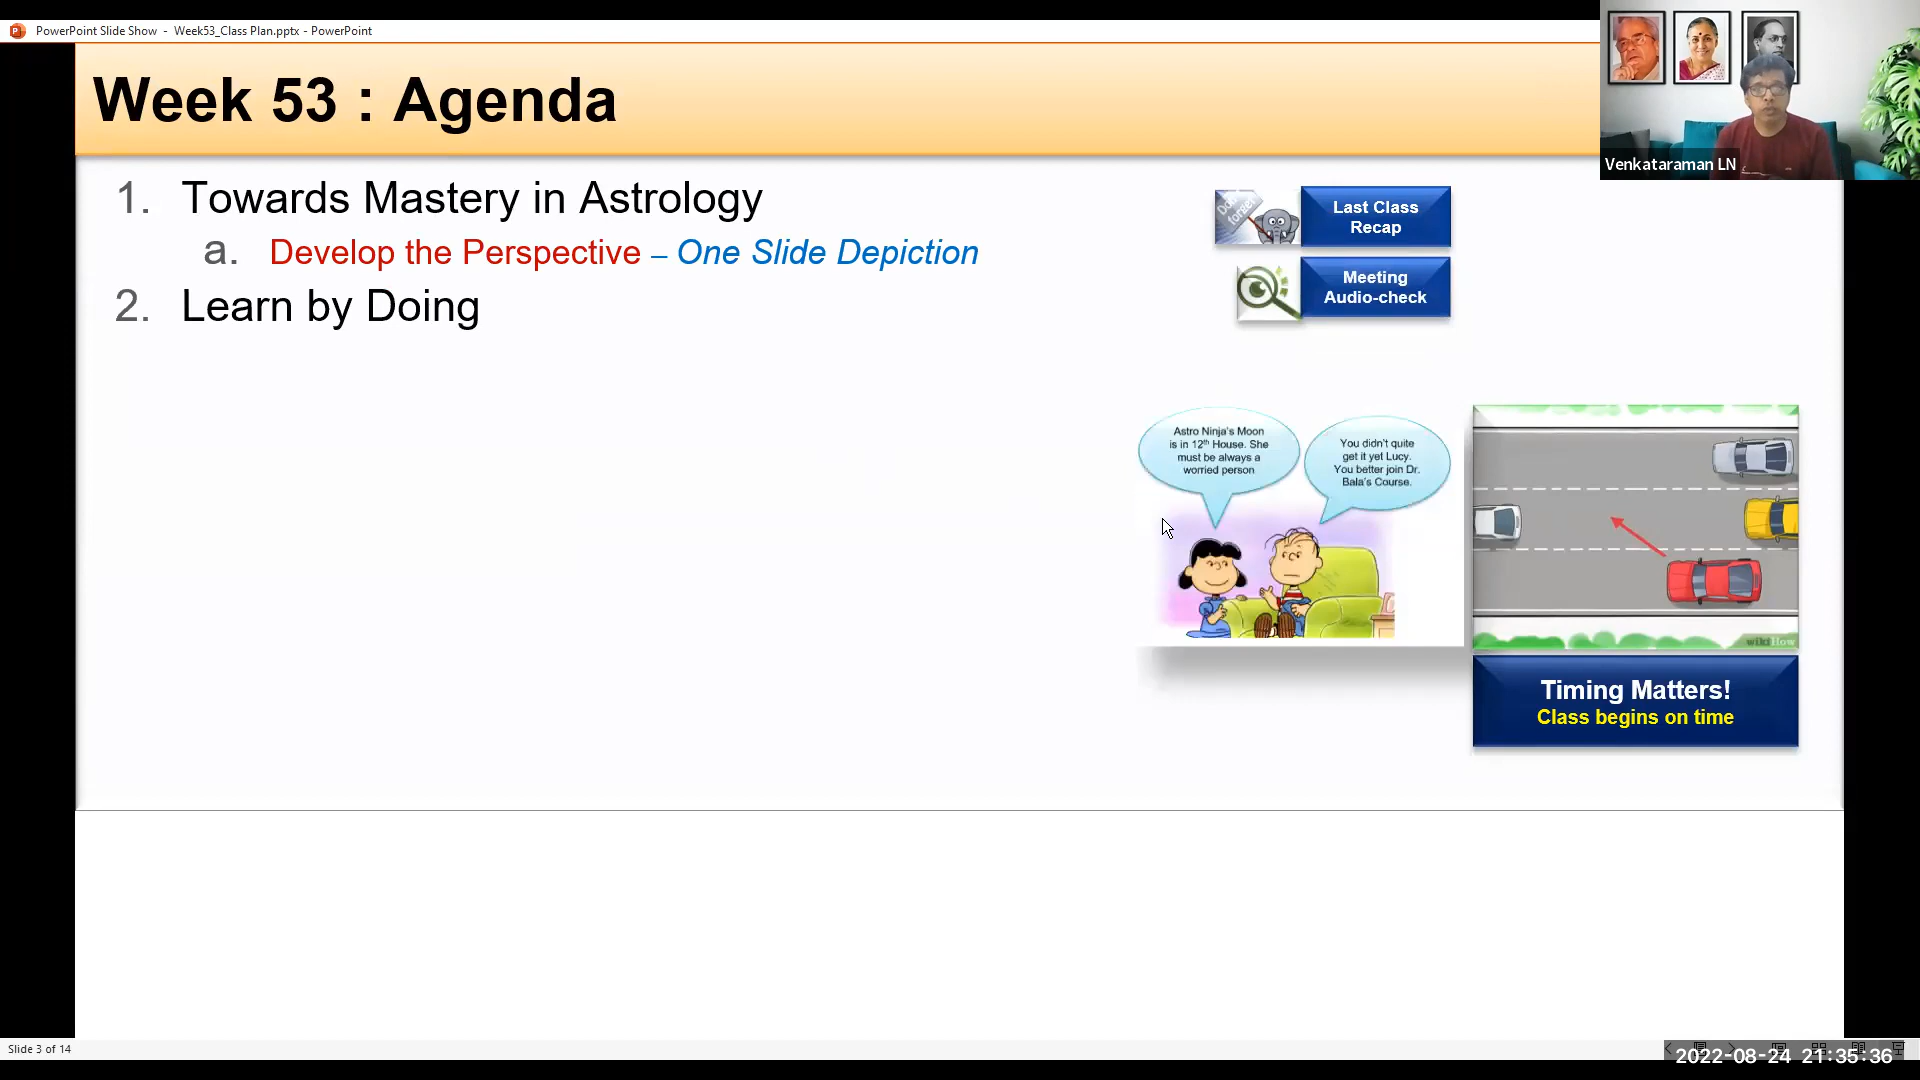 PowerPoint Slide Show - Week53_Class Plan.pptx - PowerPoint
Week 53 : Agenda
Venkataraman LN
1. Towards Mastery in Astrology
a. Develop the Perspective – One Slide Depiction
2. Learn by Doing
Don't forget
Last Class
Recap
Meeting
Audio-check
Astro Ninja's Moon
is in 12th House. She
must be always a
worried person
You didn't quite
get it yet Lucy.
You better join Dr.
Bala's Course.
wikiHow
Timing Matters!
Class begins on time
Slide 3 of 14
2022-08-24 21:35:36